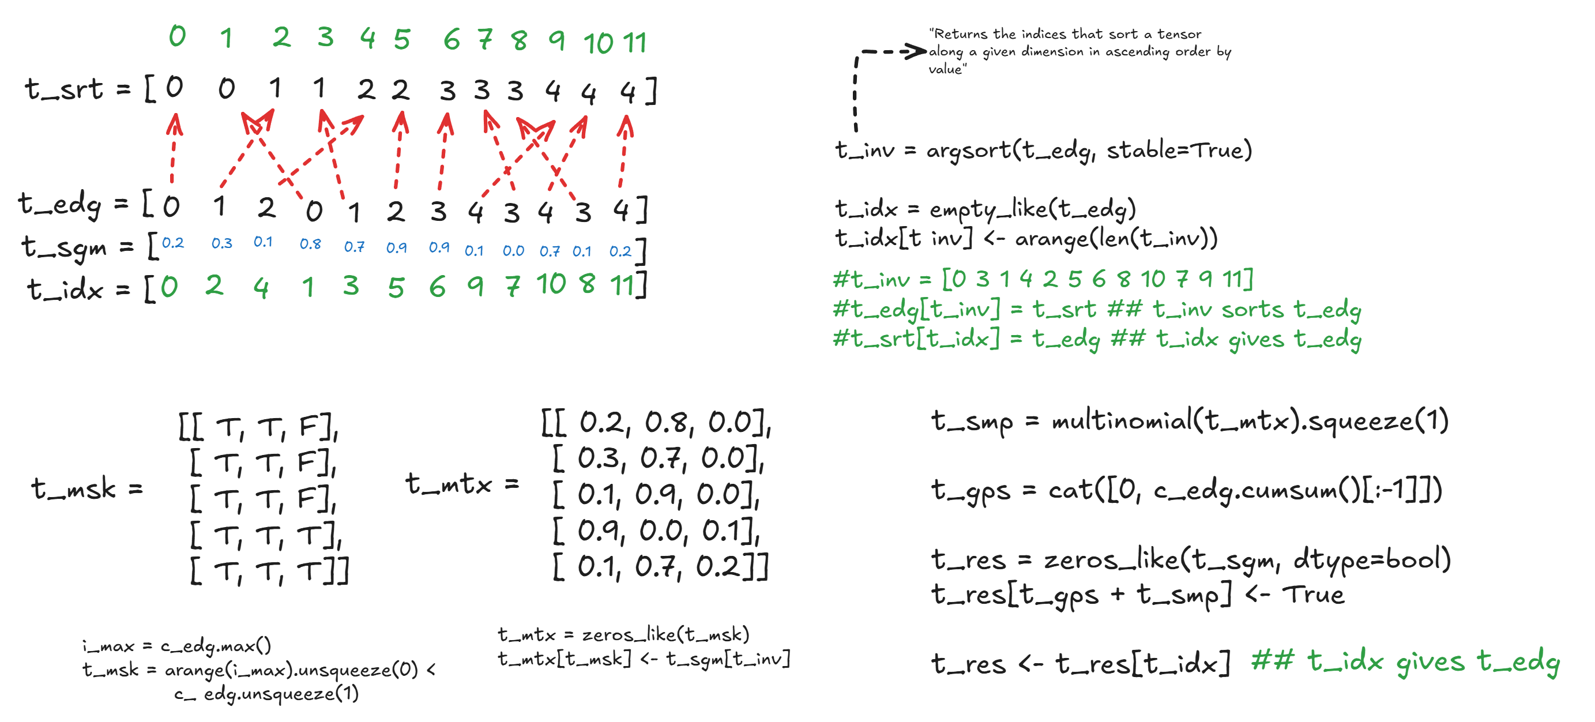 0 1 2 3 4 5 6 7 8 9 10 11
t_srt = [ 0 0 1 1 2 2 3 3 3 4 4 4 ]
t_edg = [ 0 1 2 0 1 2 3 4 3 4 3 4 ]
t_sgm = [ 0.2 0.3 0.1 0.8 0.7 0.9 0.9 0.1 0.0 0.7 0.1 0.2 ]
t_idx = [ 0 2 4 1 3 5 6 9 7 10 8 11 ]
"Returns the indices that sort a tensor
along a given dimension in ascending order by
value"
t_inv = argsort(t_edg, stable=True)
t_idx = empty_like(t_edg)
t_idx[t inv] <- arange(len(t_inv))
#t_inv = [0 3 1 4 2 5 6 8 10 7 9 11]
#t_edg[t_inv] = t_srt ## t_inv sorts t_edg
#t_srt[t_idx] = t_edg ## t_idx gives t_edg
t_msk =
[[ T, T, F],
[ T, T, F],
[ T, T, F],
[ T, T, T],
[ T, T, T]]
i_max = c_edg.max()
t_msk = arange(i_max).unsqueeze(0) <
c_ edg.unsqueeze(1)
t_mtx =
[[ 0.2, 0.8, 0.0],
[ 0.3, 0.7, 0.0],
[ 0.1, 0.9, 0.0],
[ 0.9, 0.0, 0.1],
[ 0.1, 0.7, 0.2]]
t_mtx = zeros_like(t_msk)
t_mtx[t_msk] <- t_sgm[t_inv]
t_smp = multinomial(t_mtx).squeeze(1)
t_gps = cat([0, c_edg.cumsum()[:-1]])
t_res = zeros_like(t_sgm, dtype=bool)
t_res[t_gps + t_smp] <- True
t_res <- t_res[t_idx] ## t_idx gives t_edg